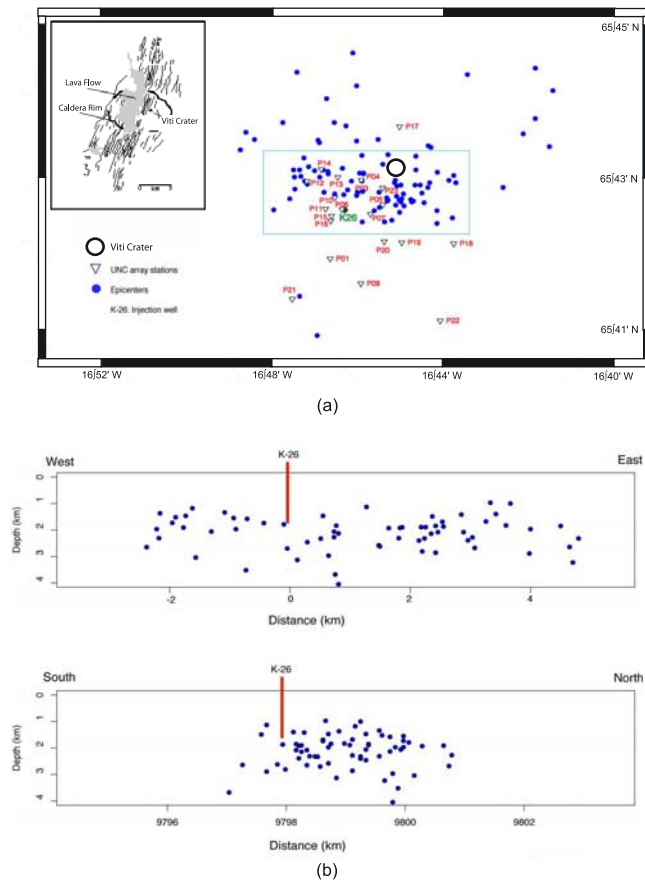 65∫45' N
P17
Lava Flow
Caldera Rim
Viti Crater
65∫43' N
P14
P12
P13
P04
P03
P10
P06
P05
P11
K26
P07
P15
P16
Viti Crater
UNC array stations
Epicenters
K-26: Injection well
P20
P19
P18
P01
P09
P21
P22
65∫41' N
16∫52' W
16∫48' W
16∫44' W
16∫40' W
(a)
West
K-26
East
Depth (km)
0
1
2
3
4
-2
0
2
4
Distance (km)
South
K-26
North
Depth (km)
0
1
2
3
4
9796
9798
9800
9802
Distance (km)
(b)